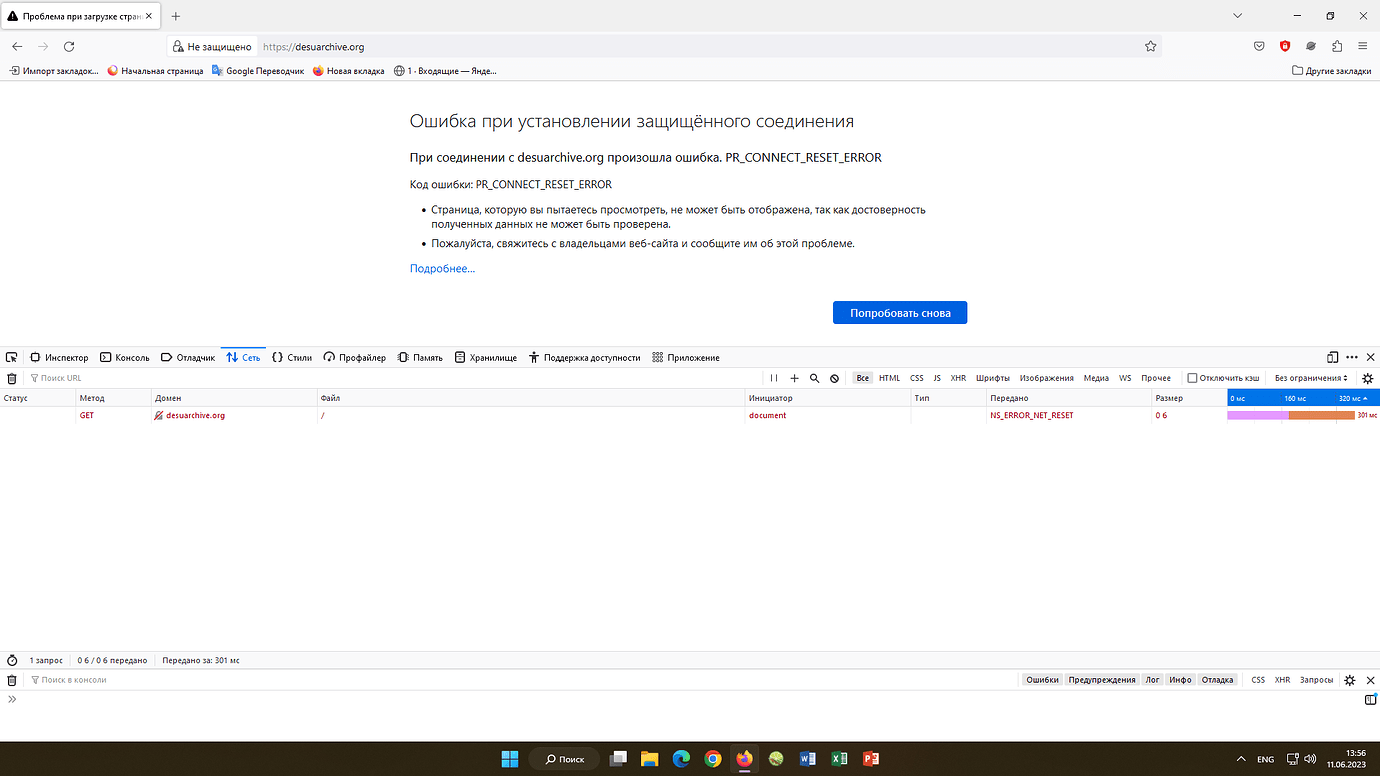 Проблема при загрузке стран
Не защищено
https://desuarchive.org
Импорт закладок...
Начальная страница
Google Переводчик
Новая вкладка
1 · Входящие — Янде...
Другие закладки
Ошибка при установлении защищённого соединения
При соединении с desuarchive.org произошла ошибка. PR_CONNECT_RESET_ERROR
Код ошибки: PR_CONNECT_RESET_ERROR
Страница, которую вы пытаетесь просмотреть, не может быть отображена, так как достоверность
полученных данных не может быть проверена.
Пожалуйста, свяжитесь с владельцами веб-сайта и сообщите им об этой проблеме.
Подробнее...
Попробовать снова
Инспектор Консоль Отладчик Сеть Стили Профайлер Память Хранилище Поддержка доступности Приложение
Поиск URL
Все HTML CSS JS XHR Шрифты Изображения Медиа WS Прочее Отключить кэш Без ограничения
Статус Метод Домен Файл Инициатор Тип Передано Размер 0 мс 160 мс 320 мс
GET desuarchive.org / document NS_ERROR_NET_RESET 0 б 301 мс
1 запрос 0 б / 0 б передано Передано за: 301 мс
Поиск в консоли
Ошибки Предупреждения Лог Инфо Отладка CSS XHR Запросы
Поиск
ENG
13:56
11.06.2023